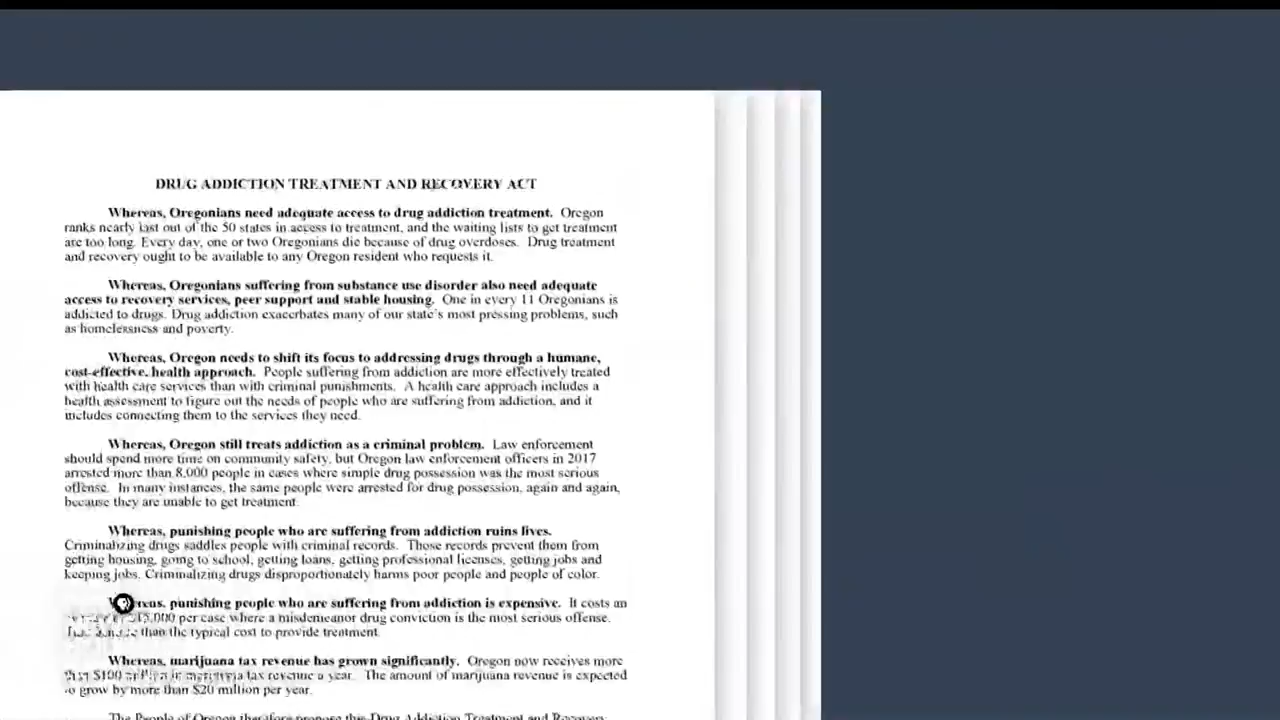 DRUG ADDICTION TREATMENT AND RECOVERY ACT
Whereas, Oregonians need adequate access to drug addiction treatment. Oregon
ranks nearly last out of the 50 states in access to treatment, and the waiting lists to get treatment
are too long. Every day, one or two Oregonians die because of drug overdoses. Drug treatment
and recovery ought to be available to any Oregon resident who requests it.
Whereas, Oregonians suffering from substance use disorder also need adequate
access to recovery services, peer support and stable housing. One in every 11 Oregonians is
addicted to drugs. Drug addiction exacerbates many of our state's most pressing problems, such
as homelessness and poverty.
Whereas, Oregon needs to shift its focus to addressing drugs through a humane,
cost-effective, health approach. People suffering from addiction are more effectively treated
with health care services than with criminal punishments. A health care approach includes a
health assessment to figure out the needs of people who are suffering from addiction, and it
includes connecting them to the services they need.
Whereas, Oregon still treats addiction as a criminal problem. Law enforcement
should spend more time on community safety, but Oregon law enforcement officers in 2017
arrested more than 8,000 people in cases where simple drug possession was the most serious
offense. In many instances, the same people were arrested for drug possession, again and again,
because they are unable to get treatment.
Whereas, punishing people who are suffering from addiction ruins lives.
Criminalizing drugs saddles people with criminal records. Those records prevent them from
getting housing, going to school, getting loans, getting professional licenses, getting jobs and
keeping jobs. Criminalizing drugs disproportionately harms poor people and people of color.
Whereas, punishing people who are suffering from addiction is expensive. It costs an
per case where a misdemeanor drug conviction is the most serious offense.
than the typical cost to provide treatment.
Whereas, marijuana tax revenue has grown significantly. Oregon now receives more
than $100 in marijuana tax revenue a year. The amount of marijuana revenue is expected
to grow by more than $20 million per year.
The People of Oregon therefore propose this Drug Addiction Treatment and Recovery